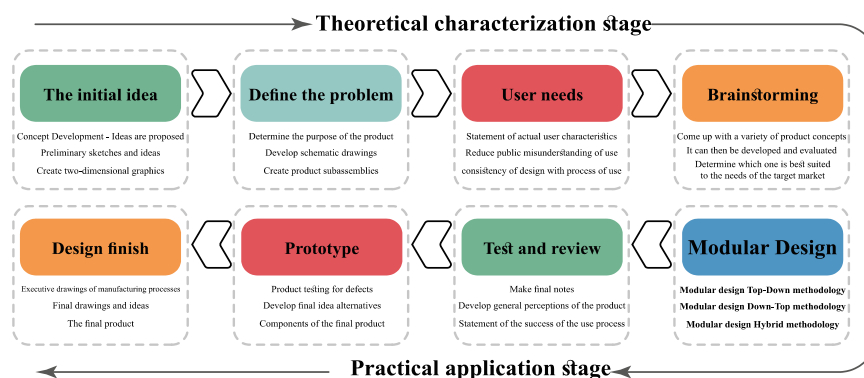 Theoretical characterization stage
The initial idea
Concept Development - Ideas are proposed
Preliminary sketches and ideas
Create two-dimensional graphics
Define the problem
Determine the purpose of the product
Develop schematic drawings
Create product subassemblies
User needs
Statement of actual user characteristics
Reduce public misunderstanding of use
consistency of design with process of use
Brainstorming
Come up with a variety of product concepts
It can then be developed and evaluated
Determine which one is best suited
to the needs of the target market
Design finish
Executive drawings of manufacturing processes
Final drawings and ideas
The final product
Prototype
Product testing for defects
Develop final idea alternatives
Components of the final product
Test and review
Make final notes
Develop general perceptions of the product
Statement of the success of the use process
Modular Design
Modular design Top-Down methodology
Modular design Down-Top methodology
Modular design Hybrid methodology
Practical application stage